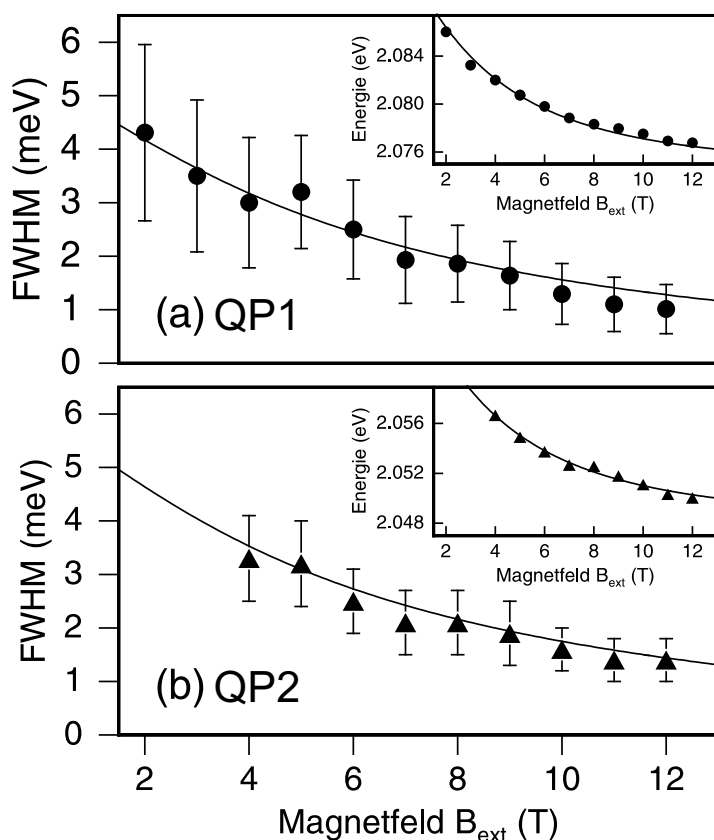 6
5
4
3
2
1
0
FWHM (meV)
(a) QP1
2.084
2.080
2.076
Energie (eV)
2 4 6 8 10 12
Magnetfeld B_ext (T)
6
5
4
3
2
1
0
FWHM (meV)
(b) QP2
2.056
2.052
2.048
Energie (eV)
2 4 6 8 10 12
Magnetfeld B_ext (T)
2 4 6 8 10 12
Magnetfeld B_ext (T)